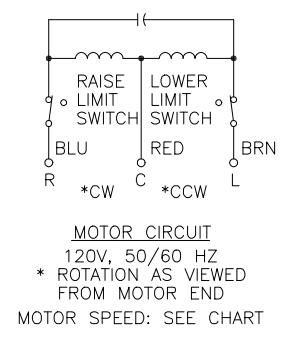 RAISE LOWER
LIMIT LIMIT
SWITCH SWITCH
BLU RED BRN
R C L
*CW *CCW
MOTOR CIRCUIT
120V, 50/60 HZ
* ROTATION AS VIEWED
FROM MOTOR END
MOTOR SPEED: SEE CHART